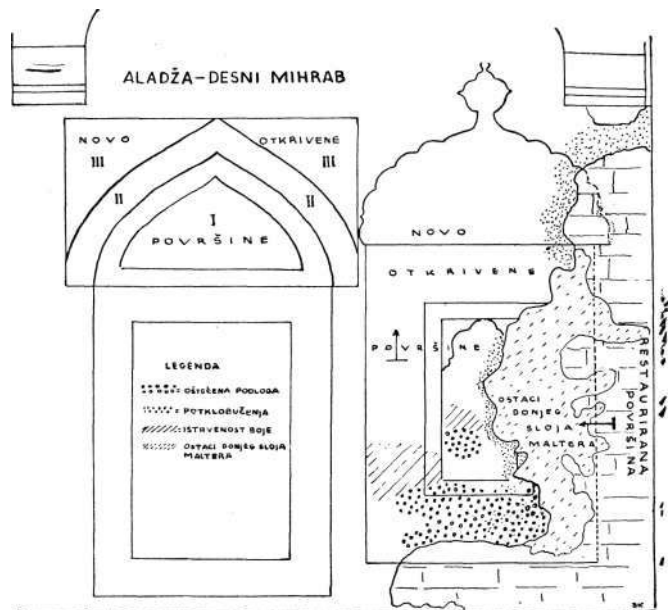 ALADŽA-DESNI MIHRAB
NOVO OTKRIVENE
III III
II II
I
POVRŠINE
NOVO
OTKRIVENE
POVRŠINE
LEGENDA
= OŠTEĆENA PODLOGA
= POTKLOBUČENJA
= ISTRVENOST BOJE
= OSTACI DONJEG SLOJA
MALTERA
OSTACI
DONJEG
SLOJA
MALTERA
RESTAURIRANA
POVRŠINA